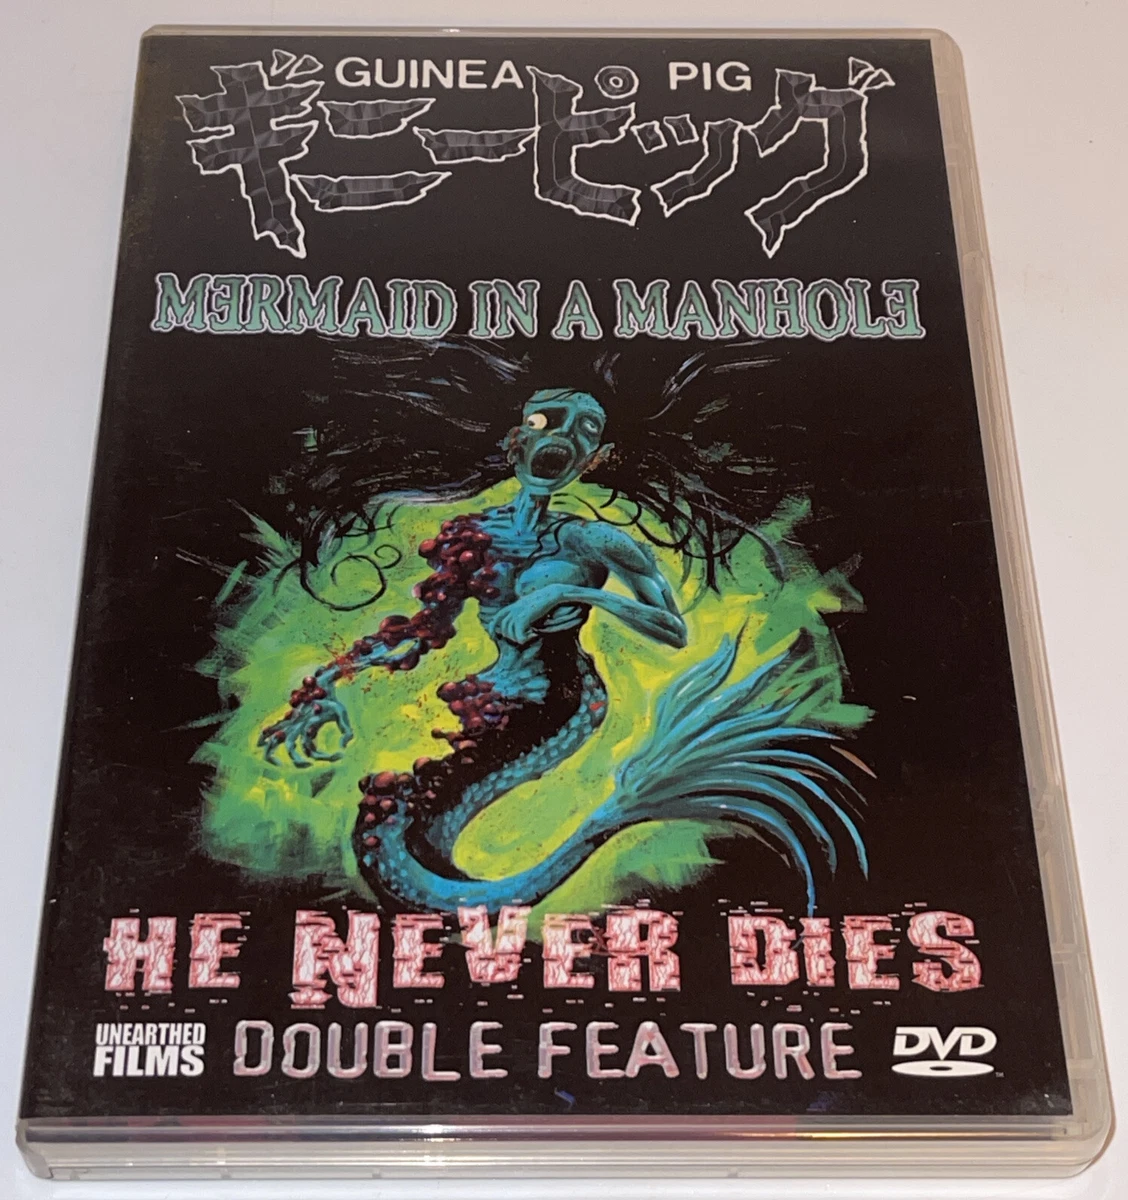 GUINEA PIG
ギニーピッグ
MERMAID IN A MANHOLE
HE NEVER DIES
UNEARTHED
FILMS
DOUBLE FEATURE
DVD
TM